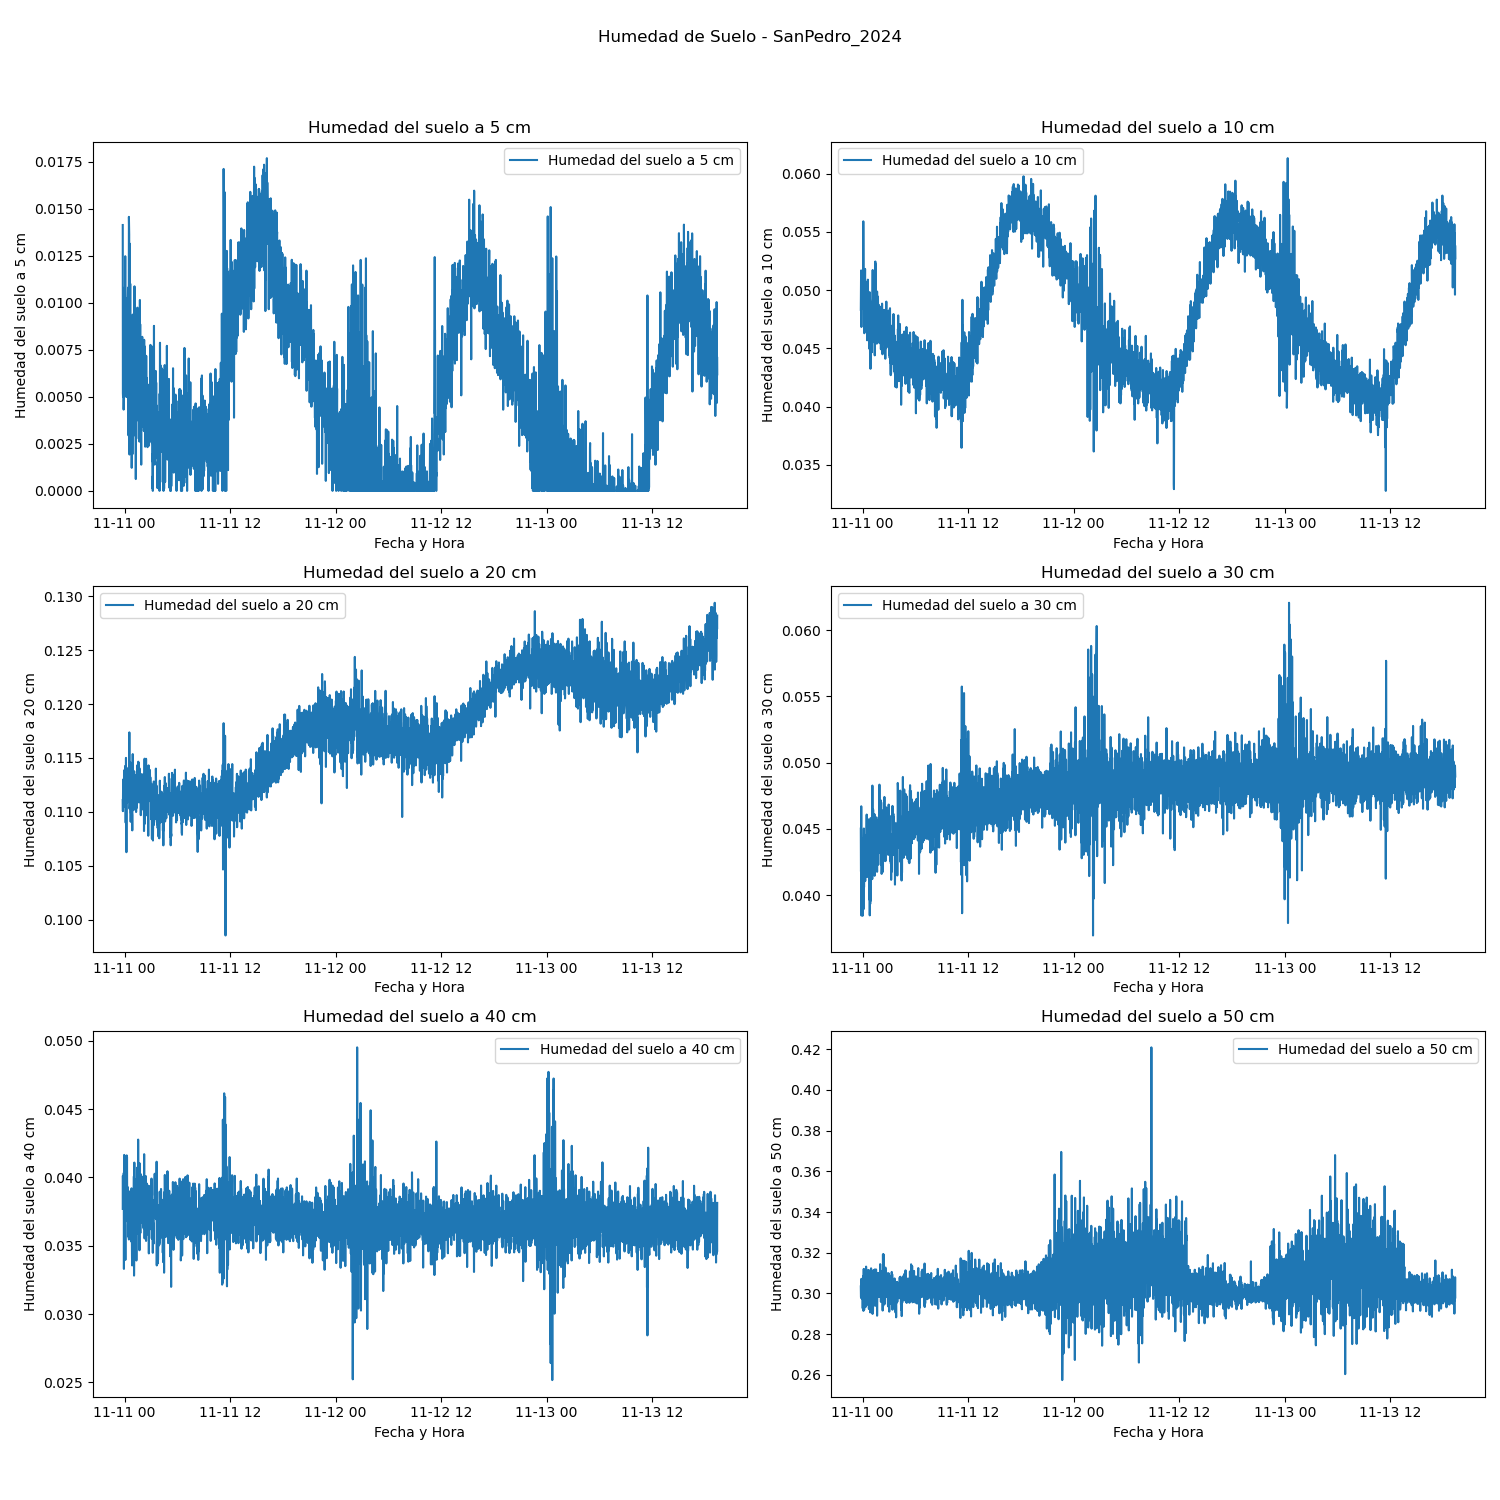 Humedad de Suelo - SanPedro_2024
Humedad del suelo a 5 cm
Humedad del suelo a 5 cm
Humedad del suelo a 5 cm
0.0175
0.0150
0.0125
0.0100
0.0075
0.0050
0.0025
0.0000
11-11 00 11-11 12 11-12 00 11-12 12 11-13 00 11-13 12
Fecha y Hora
Humedad del suelo a 10 cm
Humedad del suelo a 10 cm
Humedad del suelo a 10 cm
0.060
0.055
0.050
0.045
0.040
0.035
11-11 00 11-11 12 11-12 00 11-12 12 11-13 00 11-13 12
Fecha y Hora
Humedad del suelo a 20 cm
Humedad del suelo a 20 cm
Humedad del suelo a 20 cm
0.130
0.125
0.120
0.115
0.110
0.105
0.100
11-11 00 11-11 12 11-12 00 11-12 12 11-13 00 11-13 12
Fecha y Hora
Humedad del suelo a 30 cm
Humedad del suelo a 30 cm
Humedad del suelo a 30 cm
0.060
0.055
0.050
0.045
0.040
11-11 00 11-11 12 11-12 00 11-12 12 11-13 00 11-13 12
Fecha y Hora
Humedad del suelo a 40 cm
Humedad del suelo a 40 cm
Humedad del suelo a 40 cm
0.050
0.045
0.040
0.035
0.030
0.025
11-11 00 11-11 12 11-12 00 11-12 12 11-13 00 11-13 12
Fecha y Hora
Humedad del suelo a 50 cm
Humedad del suelo a 50 cm
Humedad del suelo a 50 cm
0.42
0.40
0.38
0.36
0.34
0.32
0.30
0.28
0.26
11-11 00 11-11 12 11-12 00 11-12 12 11-13 00 11-13 12
Fecha y Hora